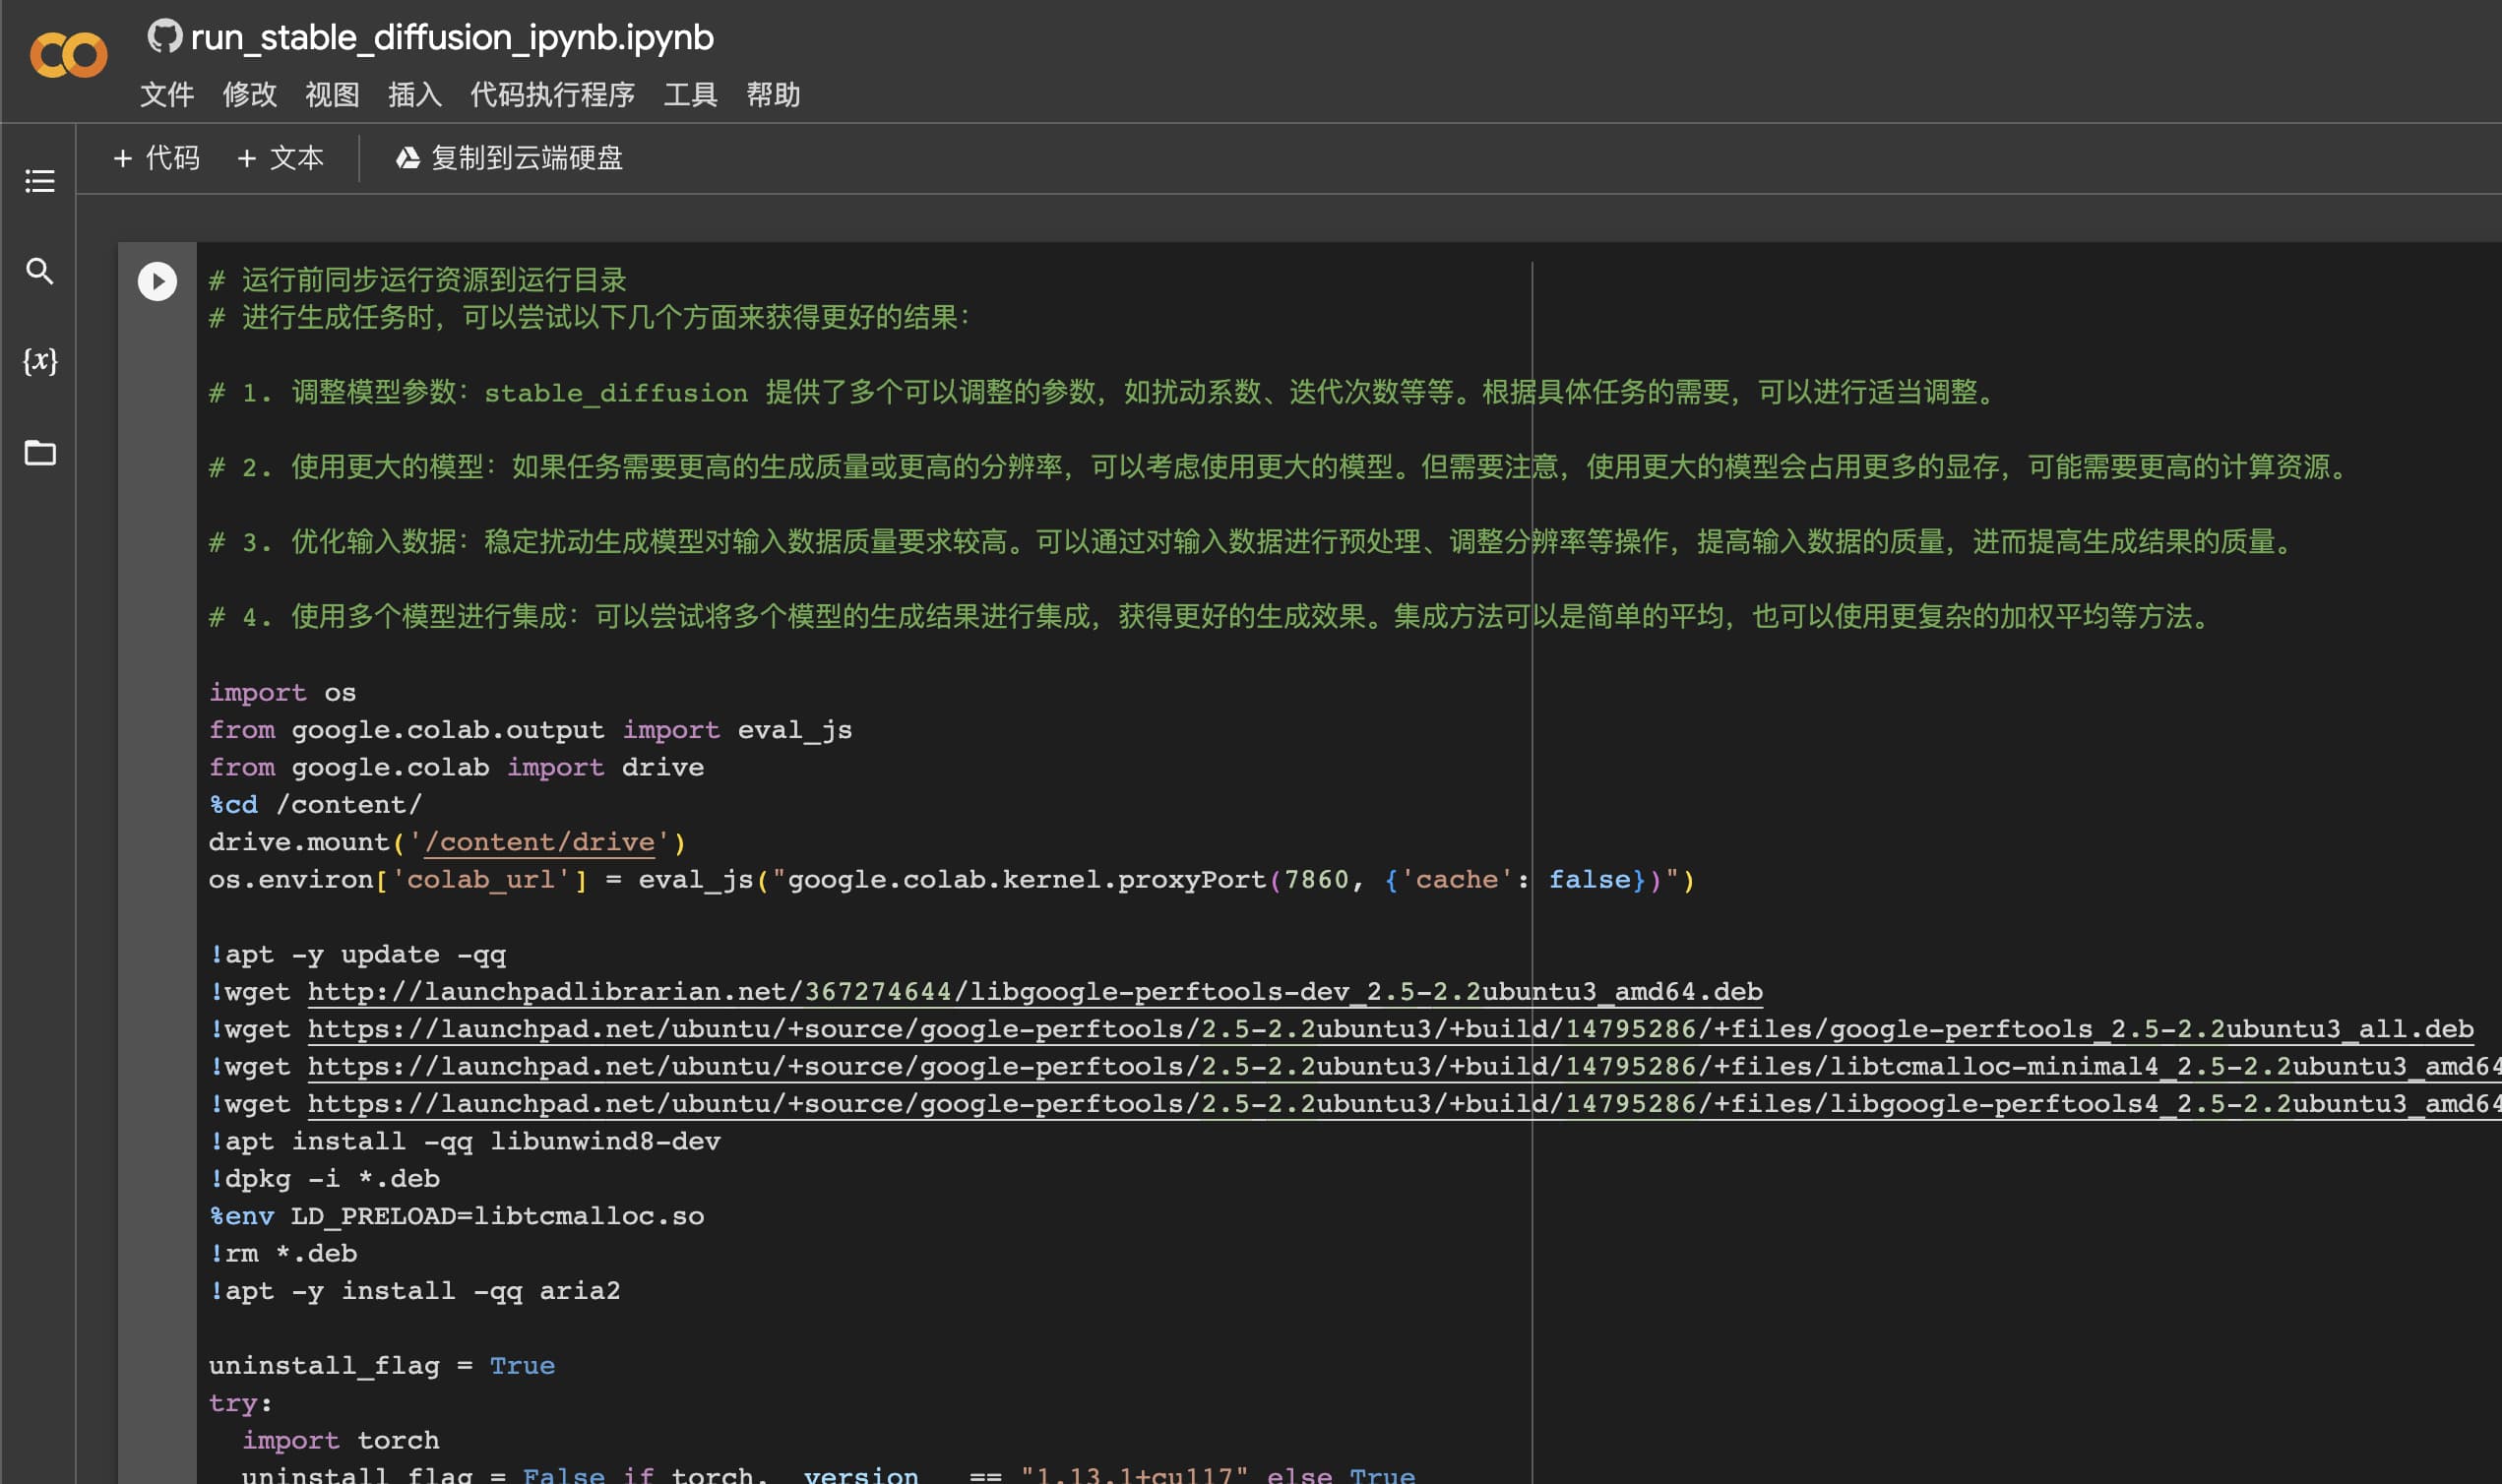 run_stable_diffusion_ipynb.ipynb
文件 修改 视图 插入 代码执行程序 工具 帮助
+ 代码 + 文本 复制到云端硬盘
{x}
# 运行前同步运行资源到运行目录
# 进行生成任务时，可以尝试以下几个方面来获得更好的结果：
# 1. 调整模型参数：stable_diffusion 提供了多个可以调整的参数，如扰动系数、迭代次数等等。根据具体任务的需要，可以进行适当调整。
# 2. 使用更大的模型：如果任务需要更高的生成质量或更高的分辨率，可以考虑使用更大的模型。但需要注意，使用更大的模型会占用更多的显存，可能需要更高的计算资源。
# 3. 优化输入数据：稳定扰动生成模型对输入数据质量要求较高。可以通过对输入数据进行预处理、调整分辨率等操作，提高输入数据的质量，进而提高生成结果的质量。
# 4. 使用多个模型进行集成：可以尝试将多个模型的生成结果进行集成，获得更好的生成效果。集成方法可以是简单的平均，也可以使用更复杂的加权平均等方法。
import os
from google.colab.output import eval_js
from google.colab import drive
%cd /content/
drive.mount('/content/drive')
os.environ['colab_url'] = eval_js("google.colab.kernel.proxyPort(7860, {'cache': false})")
!apt -y update -qq
!wget http://launchpadlibrarian.net/367274644/libgoogle-perftools-dev_2.5-2.2ubuntu3_amd64.deb
!wget https://launchpad.net/ubuntu/+source/google-perftools/2.5-2.2ubuntu3/+build/14795286/+files/google-perftools_2.5-2.2ubuntu3_all.deb
!wget https://launchpad.net/ubuntu/+source/google-perftools/2.5-2.2ubuntu3/+build/14795286/+files/libtcmalloc-minimal4_2.5-2.2ubuntu3_amd64
!wget https://launchpad.net/ubuntu/+source/google-perftools/2.5-2.2ubuntu3/+build/14795286/+files/libgoogle-perftools4_2.5-2.2ubuntu3_amd64
!apt install -qq libunwind8-dev
!dpkg -i *.deb
%env LD_PRELOAD=libtcmalloc.so
!rm *.deb
!apt -y install -qq aria2
uninstall_flag = True
try:
  import torch
  uninstall_flag = False if torch.__version__ == "1.13.1+cu117" else True